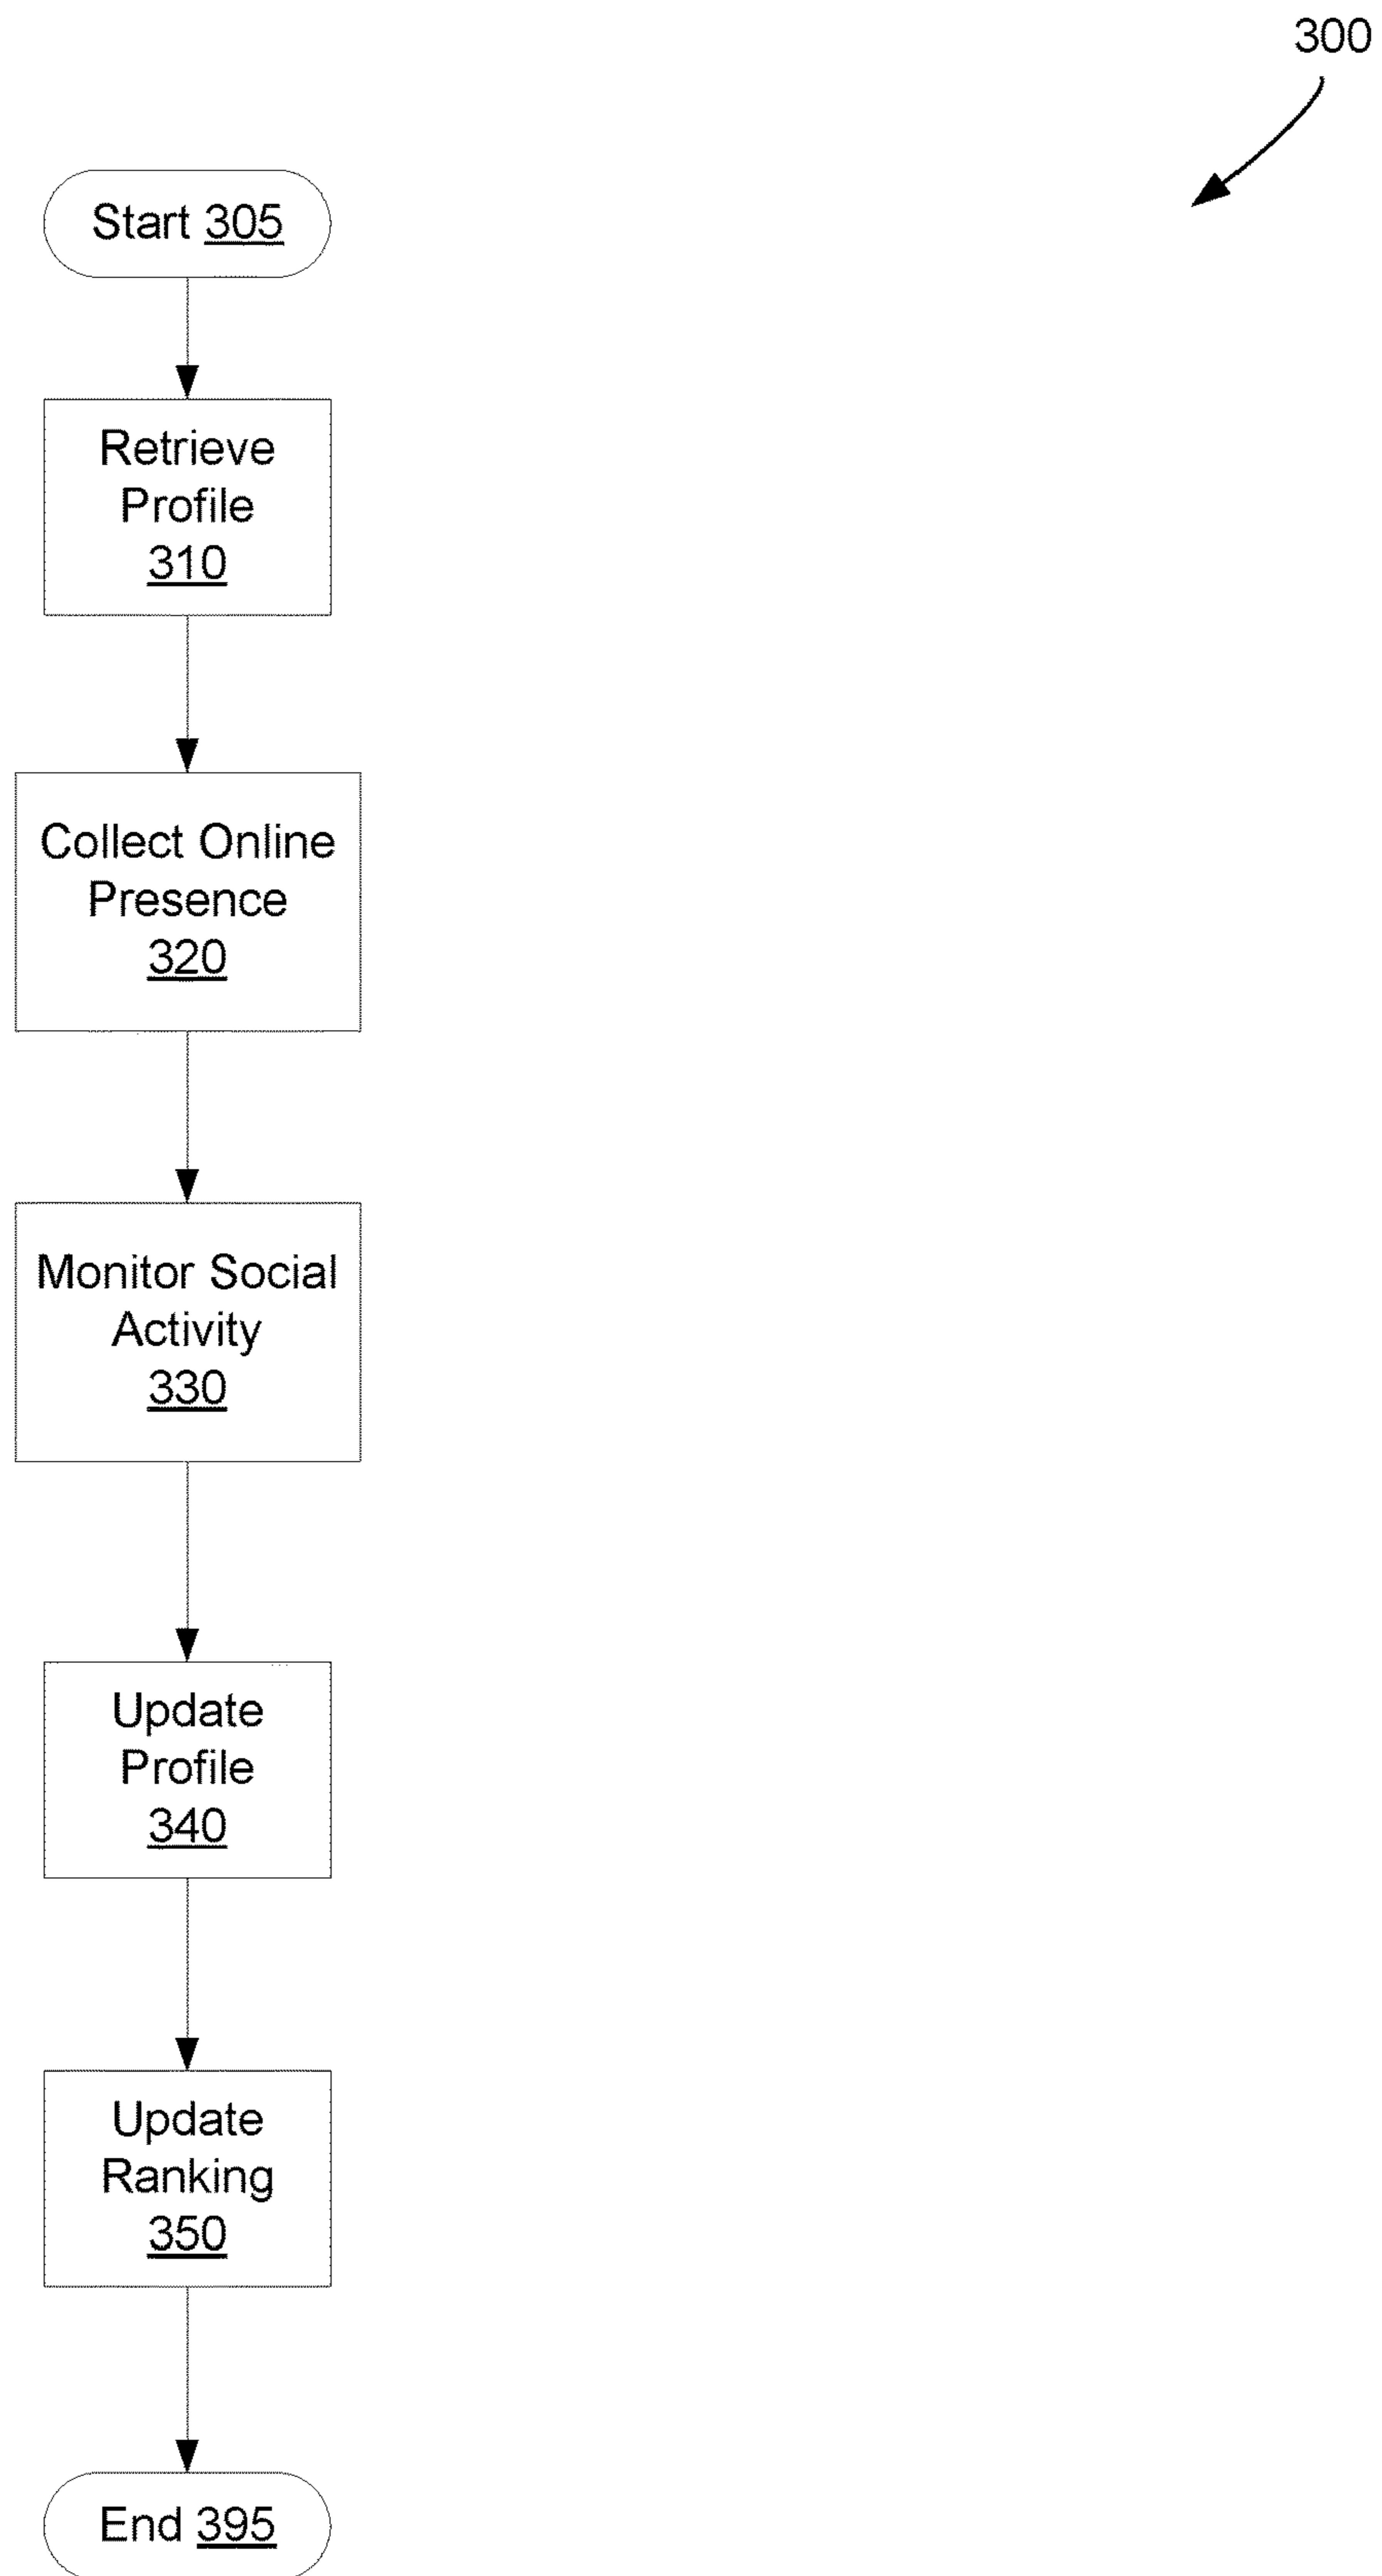 300
Start 305
Retrieve
Profile
310
Collect Online
Presence
320
Monitor Social
Activity
330
Update
Profile
340
Update
Ranking
350
End 395